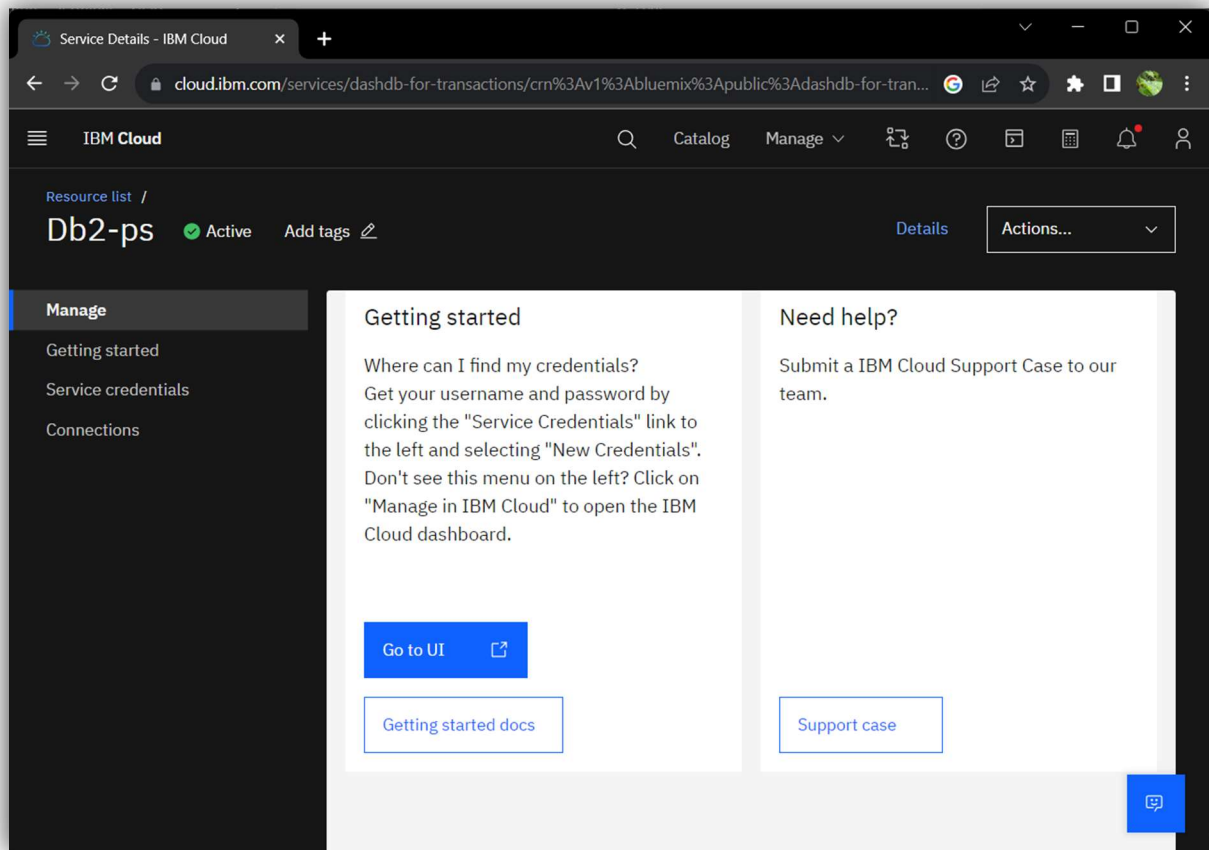 Service Details - IBM Cloud
cloud.ibm.com/services/dashdb-for-transactions/crn%3Av1%3Abluemix%3Apublic%3Adashdb-for-tran...
IBM Cloud
Catalog
Manage
Resource list /
Db2-ps
Active
Add tags
Details
Actions...
Manage
Getting started
Service credentials
Connections
Getting started
Where can I find my credentials?
Get your username and password by
clicking the "Service Credentials" link to
the left and selecting "New Credentials".
Don't see this menu on the left? Click on
"Manage in IBM Cloud" to open the IBM
Cloud dashboard.
Go to UI
Getting started docs
Need help?
Submit a IBM Cloud Support Case to our
team.
Support case